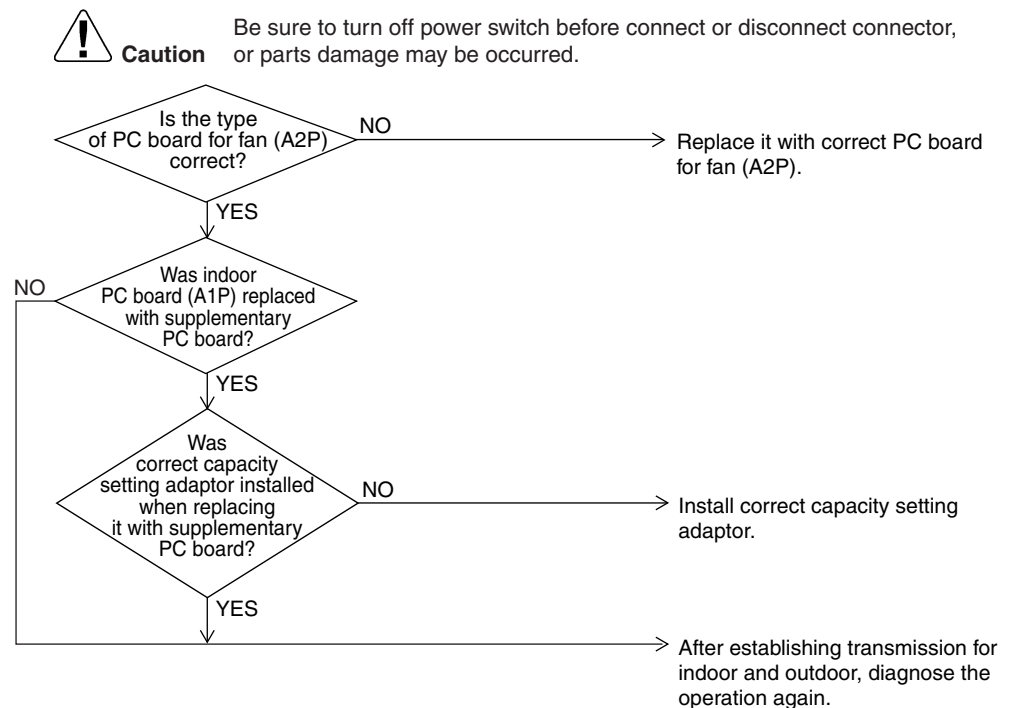 Be sure to turn off power switch before connect or disconnect connector,
Caution or parts damage may be occurred.
Is the type
of PC board for fan (A2P)
correct?
NO
Replace it with correct PC board
for fan (A2P).
YES
Was indoor
PC board (A1P) replaced
with supplementary
PC board?
NO
YES
Was
correct capacity
setting adaptor installed
when replacing
it with supplementary
PC board?
NO
Install correct capacity setting
adaptor.
YES
After establishing transmission for
indoor and outdoor, diagnose the
operation again.